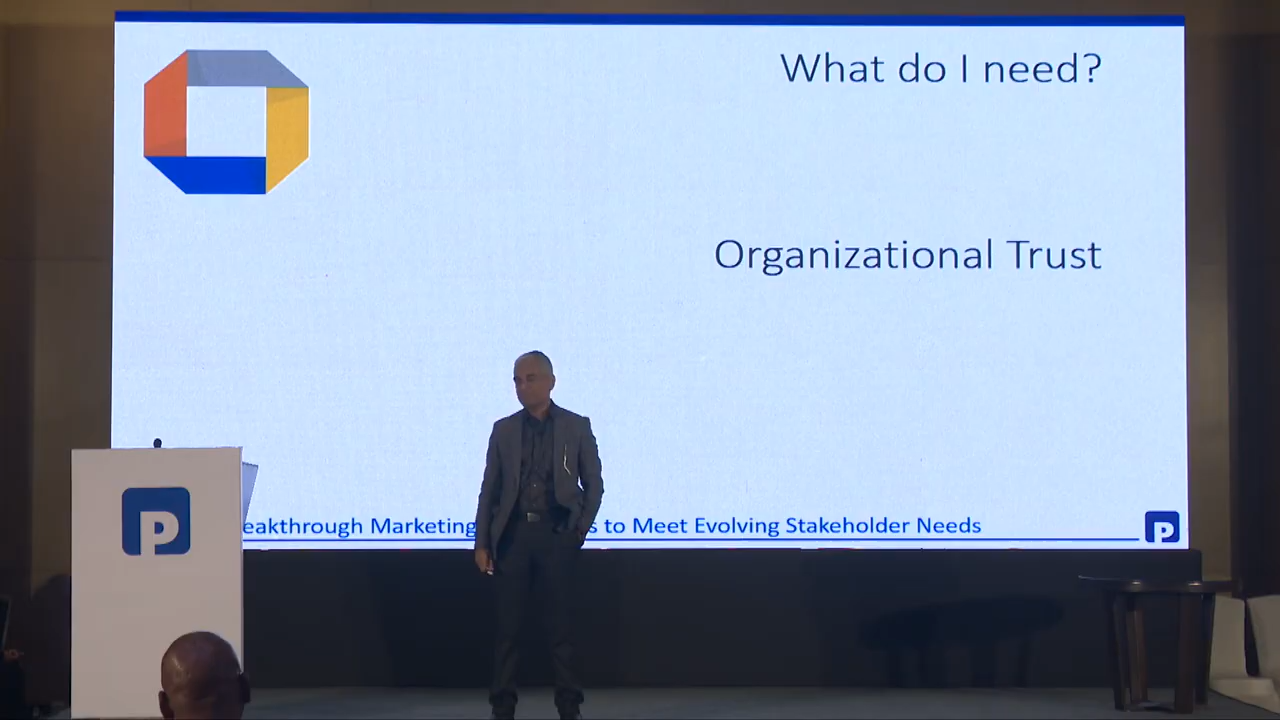 What do I need?
Organizational Trust
eakthrough Marketing s to Meet Evolving Stakeholder Needs
P
P